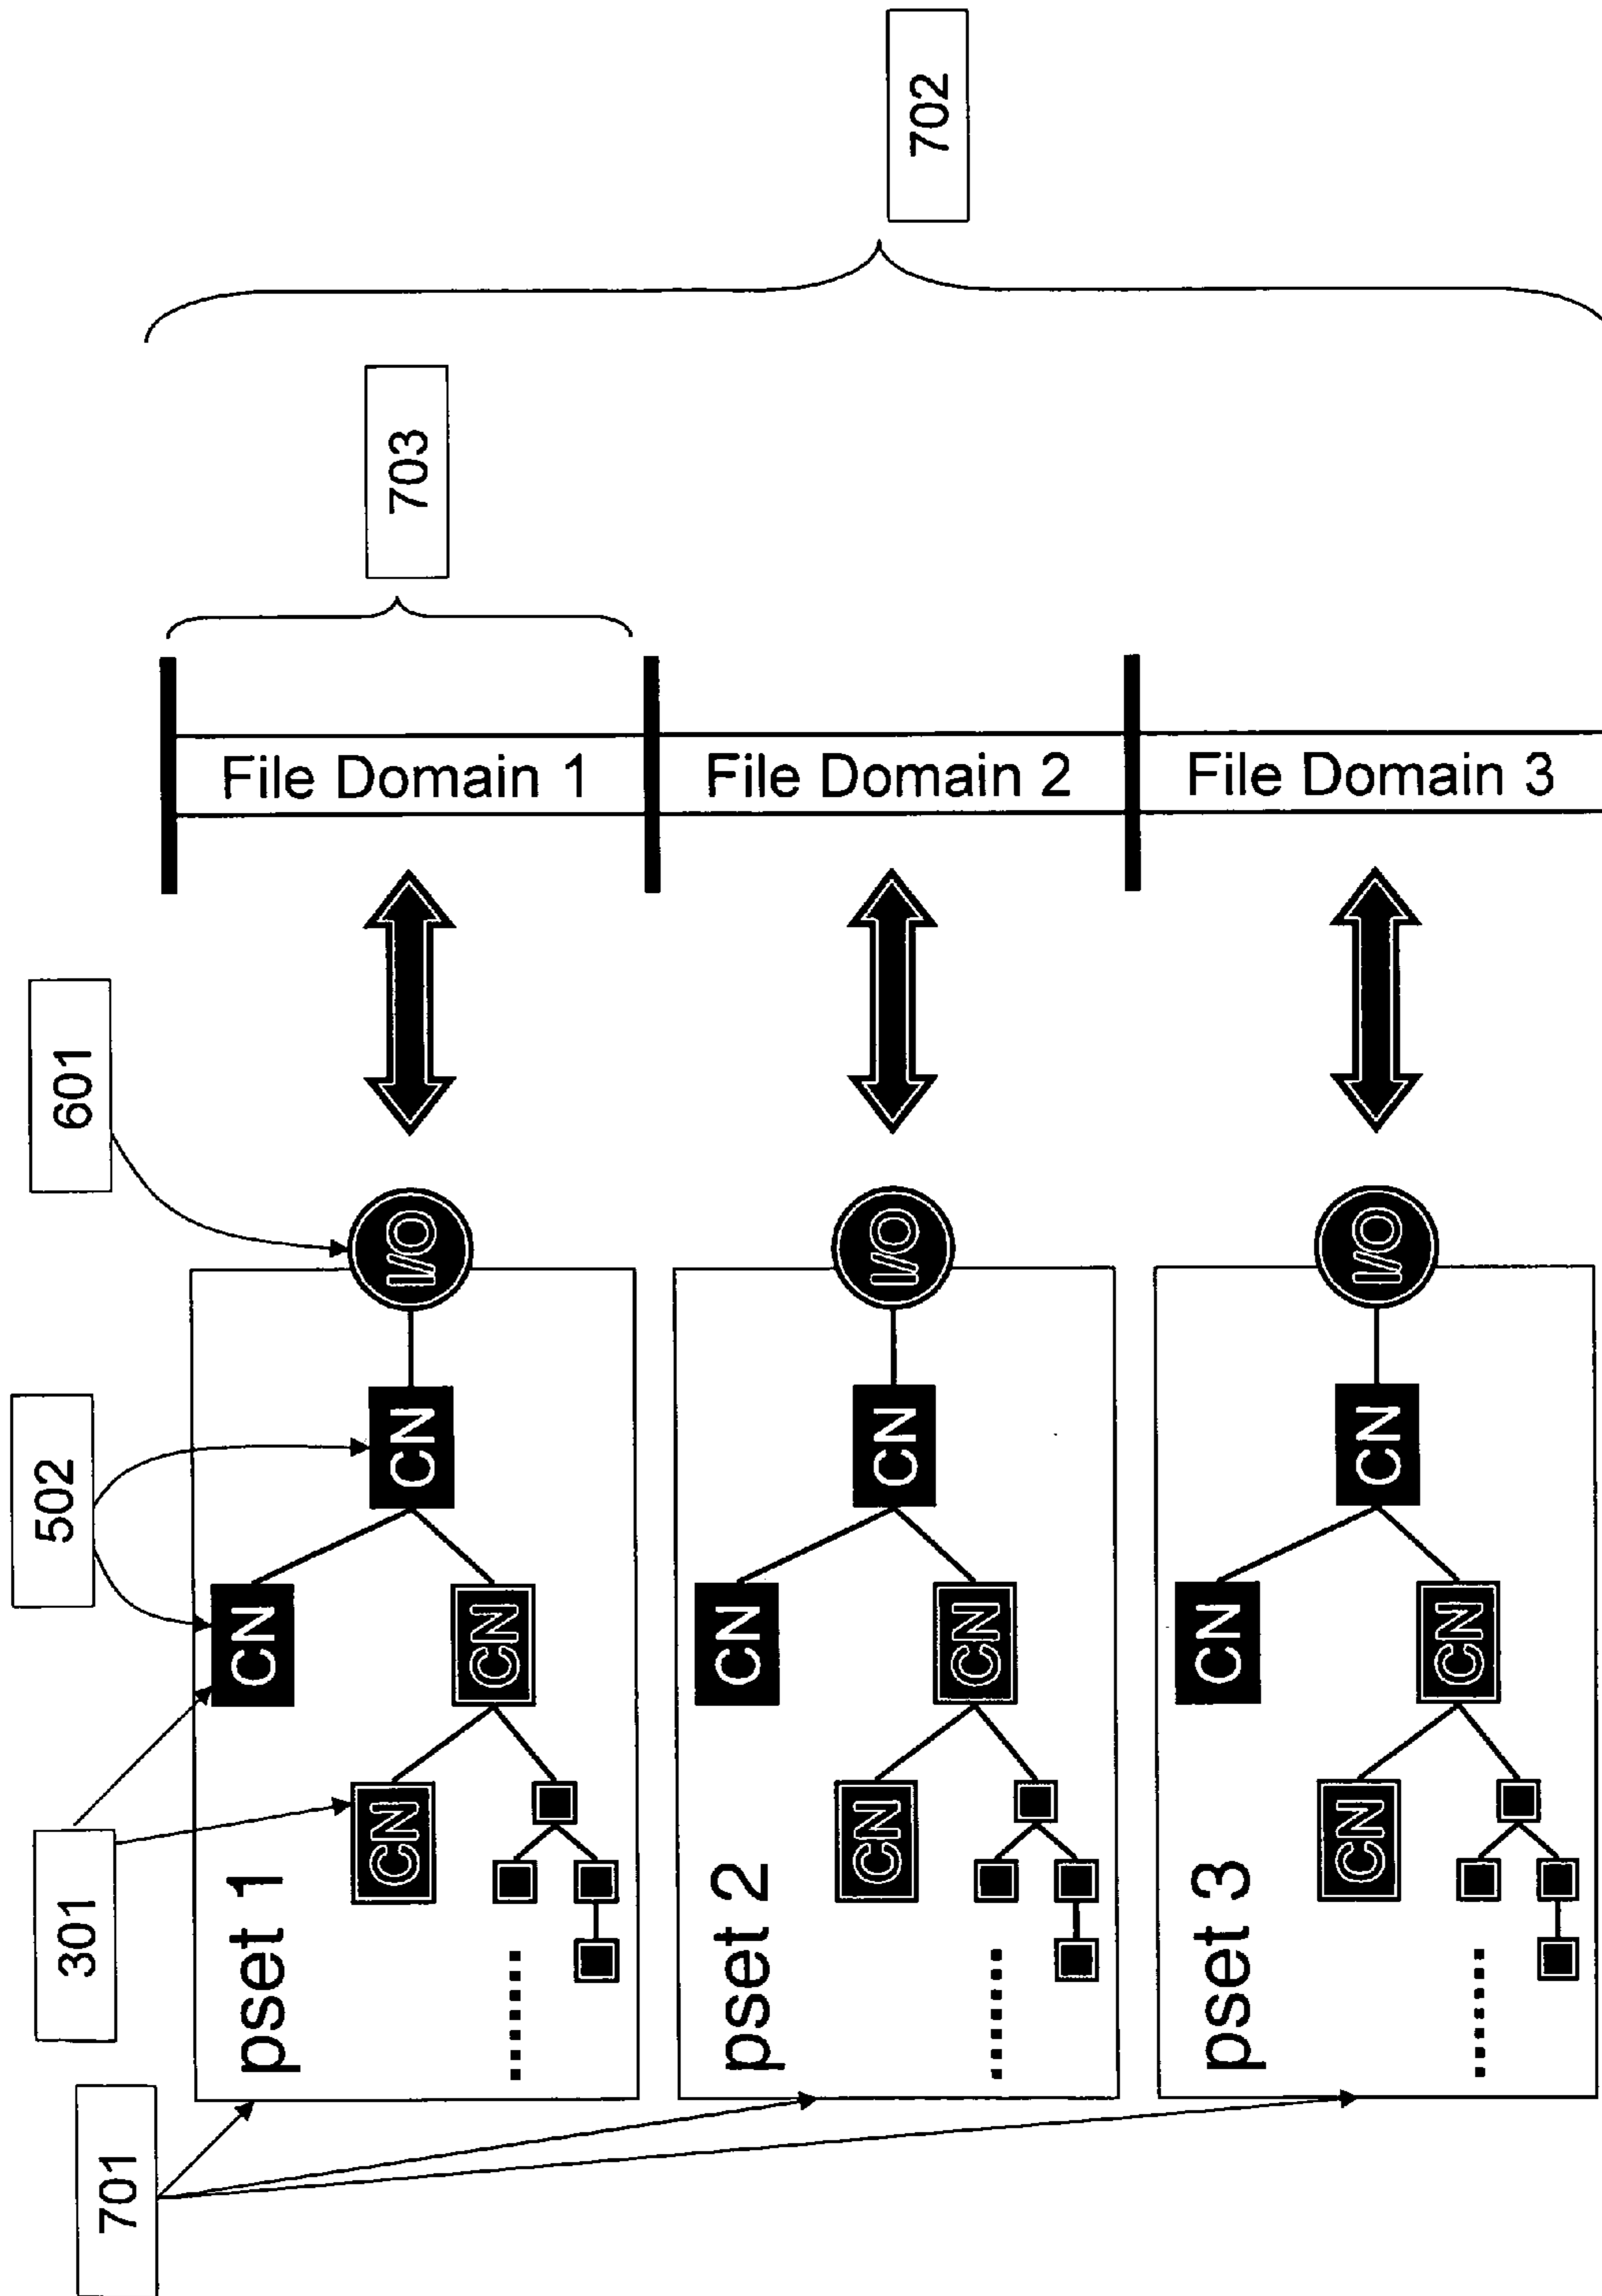 701
301
502
601
pset 1
CN
CN
CN
CN
I/O
File Domain 1
703
pset 2
CN
CN
CN
CN
I/O
File Domain 2
702
pset 3
CN
CN
CN
CN
I/O
File Domain 3